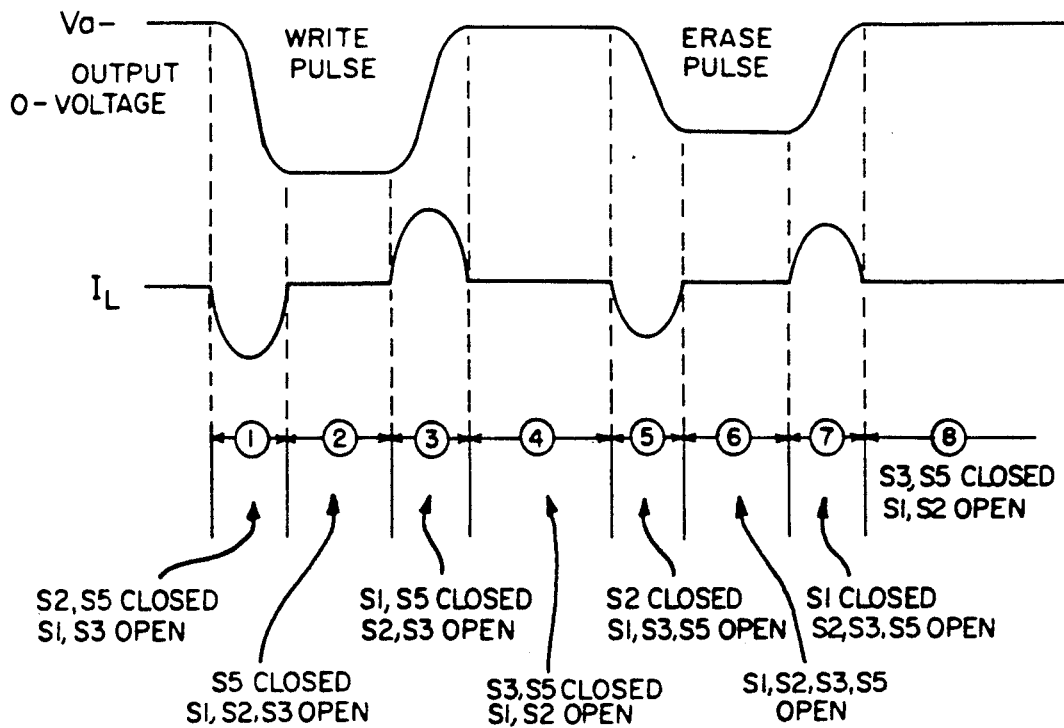 Va-
WRITE
PULSE
ERASE
PULSE
OUTPUT
0- VOLTAGE
IL
1 2 3 4 5 6 7 8
S3, S5 CLOSED
S1, S2 OPEN
S2, S5 CLOSED
S1, S3 OPEN
S1, S5 CLOSED
S2, S3 OPEN
S2 CLOSED
S1, S3, S5 OPEN
S1 CLOSED
S2, S3, S5 OPEN
S5 CLOSED
S1, S2, S3 OPEN
S3, S5 CLOSED
S1, S2 OPEN
S1, S2, S3, S5
OPEN